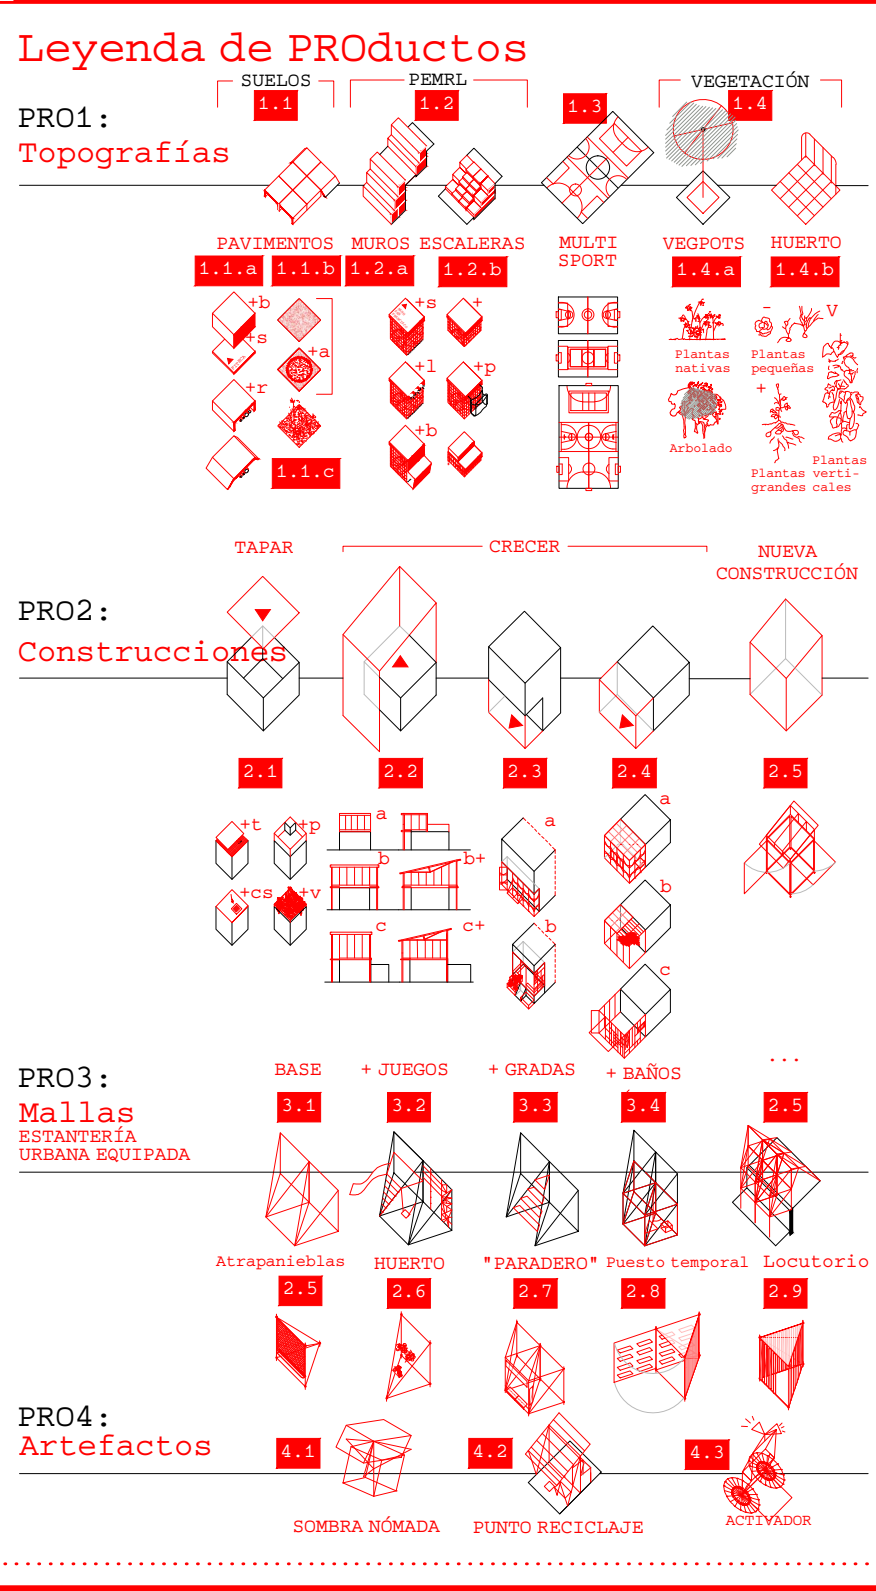 Leyenda de PROductos
SUELOS PEMRL VEGETACIÓN
1.1 1.2 1.3 1.4
PRO1:
Topografías
PAVIMENTOS MUROS ESCALERAS MULTI SPORT VEGPOTS HUERTO
1.1.a 1.1.b 1.2.a 1.2.b 1.4.a 1.4.b
+b +s + - V
+s +a
Plantas nativas
Plantas pequeñas
+r +l +p +
+b
Arbolado
1.1.c
Plantas grandes
Plantas verti-
cales
TAPAR CRECER NUEVA
CONSTRUCCIÓN
PRO2:
Construcciones
2.1 2.2 2.3 2.4 2.5
+t +p a a a
b b+
+cs +v b b
c c+
c
...
BASE + JUEGOS + GRADAS + BAÑOS
PRO3:
3.1 3.2 3.3 3.4 2.5
Mallas
ESTANTERÍA
URBANA EQUIPADA
Atrapanieblas HUERTO "PARADERO" Puesto temporal Locutorio
2.5 2.6 2.7 2.8 2.9
PRO4:
Artefactos
4.1 4.2 4.3
SOMBRA NÓMADA PUNTO RECICLAJE ACTIVADOR